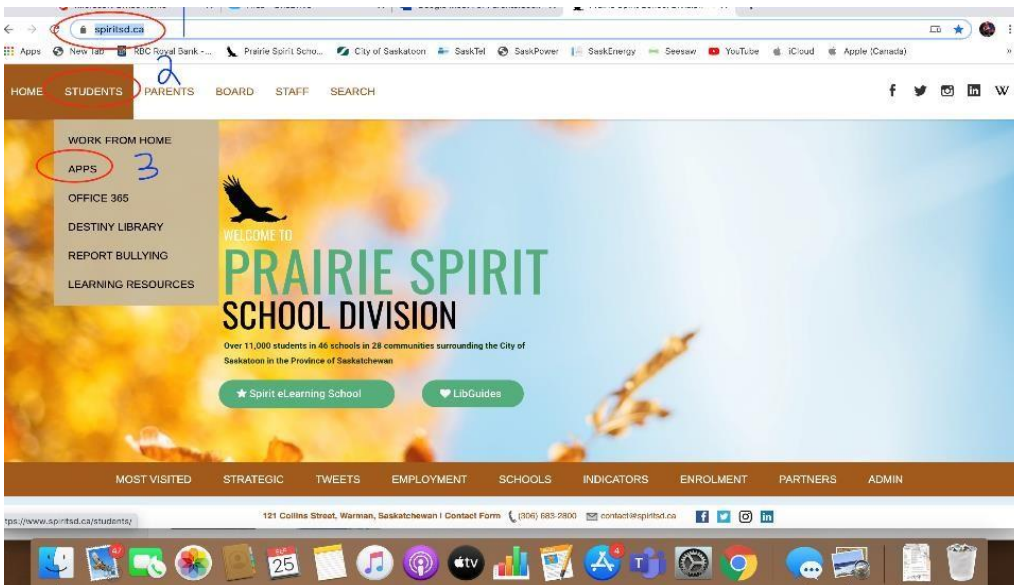 1
spiritsd.ca
Apps New Tab RBC Royal Bank -... Prairie Spirit Scho... City of Saskatoon SaskTel SaskPower SaskEnergy Seesaw YouTube iCloud Apple (Canada) »
2
HOME STUDENTS PARENTS BOARD STAFF SEARCH
WORK FROM HOME
APPS 3
OFFICE 365
DESTINY LIBRARY
REPORT BULLYING
LEARNING RESOURCES
WELCOME TO
PRAIRIE SPIRIT
SCHOOL DIVISION
Over 11,000 students in 46 schools in 28 communities surrounding the City of
Saskatoon in the Province of Saskatchewan
Spirit eLearning School LibGuides
MOST VISITED STRATEGIC TWEETS EMPLOYMENT SCHOOLS INDICATORS ENROLMENT PARTNERS ADMIN
tps://www.spiritsd.ca/students/
121 Collins Street, Warman, Saskatchewan | Contact Form (306) 683-2800 contact@spiritsd.ca
47 SEP 25 tv 4